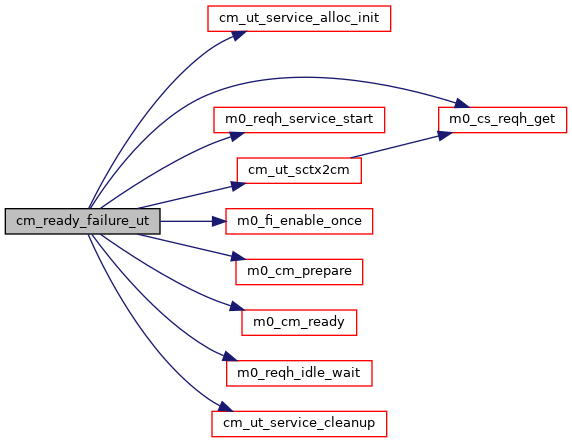 cm_ut_service_alloc_init
m0_cs_reqh_get
m0_reqh_service_start
cm_ut_sctx2cm
cm_ready_failure_ut
m0_fi_enable_once
m0_cm_prepare
m0_cm_ready
m0_reqh_idle_wait
cm_ut_service_cleanup